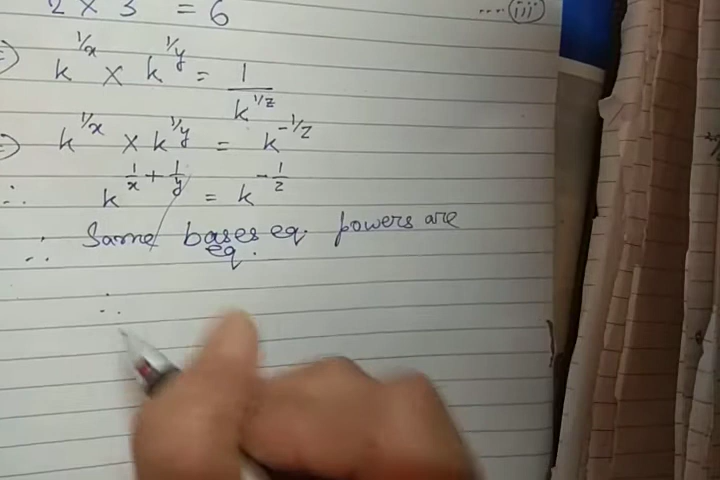 2 × 3 = 6 ....(iii)
k^1/x × k^1/y = 1/k^1/z
k^1/x × k^1/y = k^-1/z
∴ k^1/x + 1/y = k^-1/z
∴ Same bases eq. powers are
eq.
∴